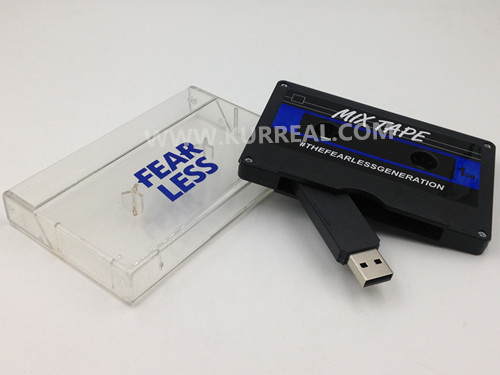 WWW.KURREAL.COM
FEAR
LESS
MIX TAPE
#THEFEARLESSGENERATION